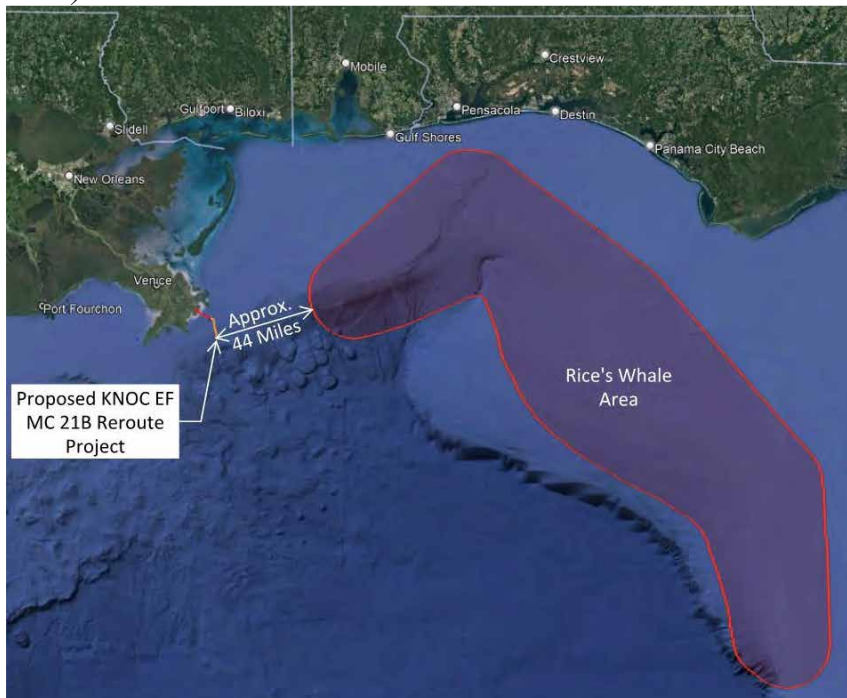 Mobile
Crestview
Gulfport
Biloxi
Pensacola
Destin
Slidell
Gulf Shores
Panama City Beach
New Orleans
Venice
Port Fourchon
Approx.
44 Miles
Proposed KNOC EF
MC 21B Reroute
Project
Rice's Whale
Area